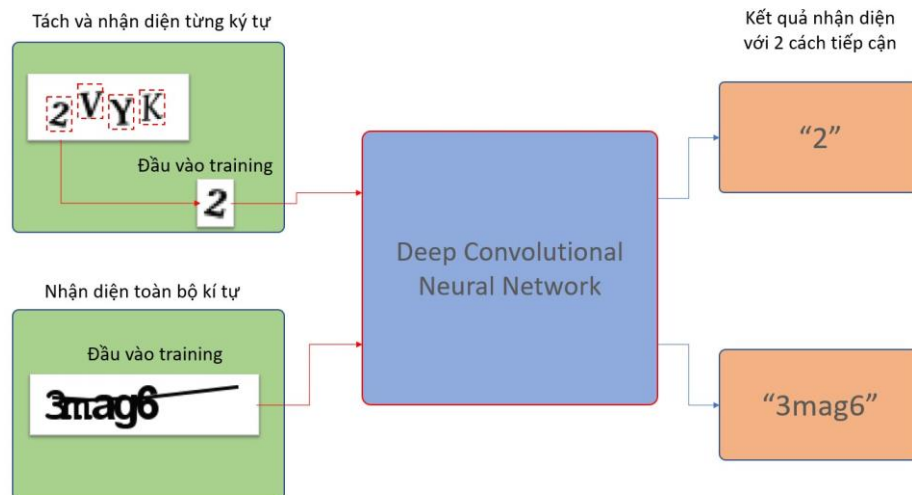 Tách và nhận diện từng ký tự
2VYK
Đầu vào training
2
Nhận diện toàn bộ kí tự
Đầu vào training
3mag6
Deep Convolutional
Neural Network
Kết quả nhận diện
với 2 cách tiếp cận
“2”
“3mag6”